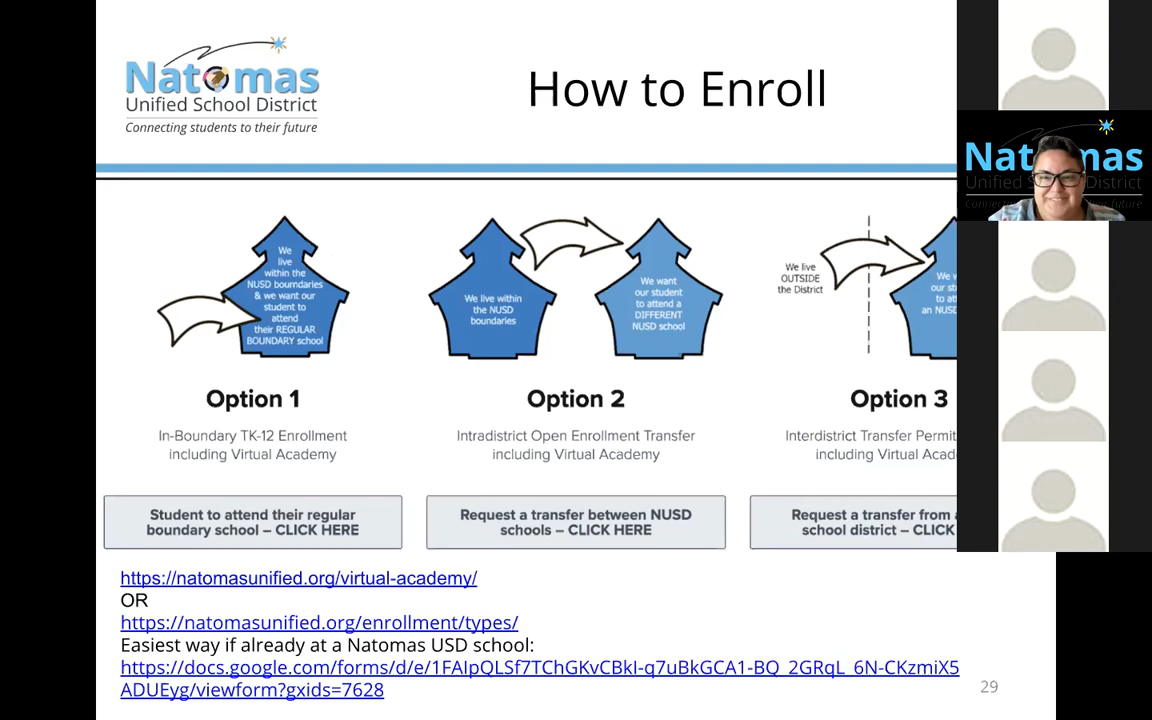 Natomas
Unified School District
Connecting students to their future
How to Enroll
Natomas
Unified School District
We
live
within the
NUSD bourndaries
& we want our
student to
attend
their REGULAR
BOUNDARY school
We live within
the NUSD
boundaries
We want
our student
to attend a
DIFFERENT
NUSD school
We live
OUTSIDE
the District
Option 1
In-Boundary TK-12 Enrollment
including Virtual Academy
Student to attend their regular
boundary school – CLICK HERE
Option 2
Intradistrict Open Enrollment Transfer
including Virtual Academy
Request a transfer between NUSD
schools – CLICK HERE
Option 3
Interdistrict Transfer Permit
including Virtual
Request a transfer from
school district – CLICK
https://natomasunified.org/virtual-academy/
OR
https://natomasunified.org/enrollment/types/
Easiest way if already at a Natomas USD school:
https://docs.google.com/forms/d/e/1FAIpQLSf7TChGKvCBkI-q7uBkGCA1-BQ_2GRqL_6N-CKzmiX5
ADUEyg/viewform?gxids=7628
29